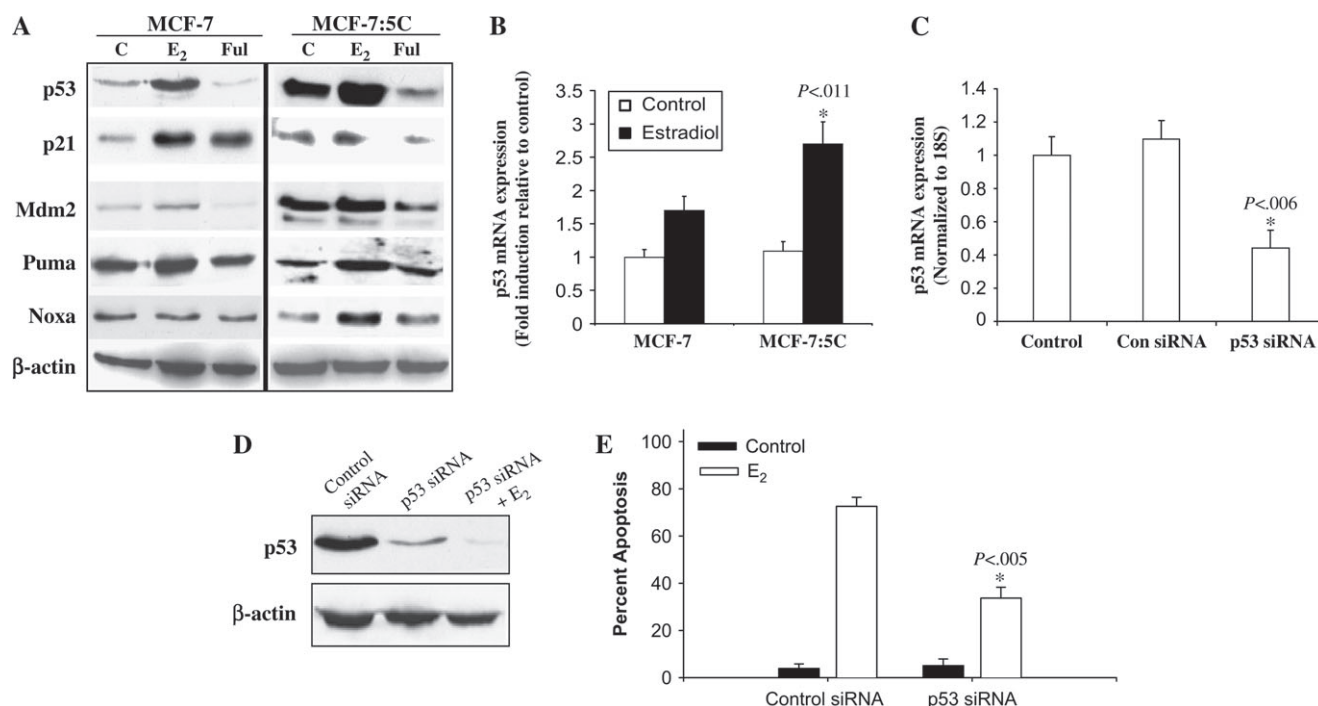 A
MCF-7 MCF-7:5C
C E₂ Ful C E₂ Ful
p53
p21
Mdm2
Puma
Noxa
β-actin
B
p53 mRNA expression
(Fold induction relative to control)
3.5
3
2.5
2
1.5
1
0.5
0
Control
Estradiol
P<.011
*
MCF-7 MCF-7:5C
C
p53 mRNA expression
(Normalized to 18S)
1.4
1.2
1
0.8
0.6
0.4
0.2
0
P<.006
*
Control Con siRNA p53 siRNA
D
Control
siRNA
p53 siRNA
p53 siRNA
+ E₂
p53
β-actin
E
Percent Apoptosis
100
80
60
40
20
0
Control
E₂
P<.005
*
Control siRNA p53 siRNA